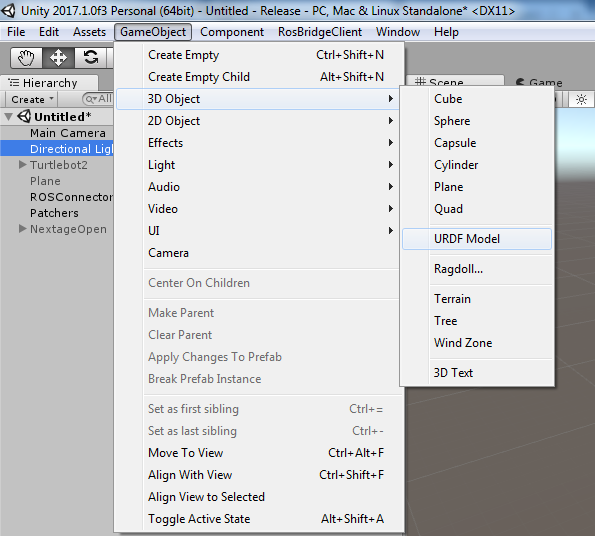 Unity 2017.1.0f3 Personal (64bit) - Untitled - Release - PC, Mac & Linux Standalone* <DX11>
File Edit Assets GameObject Component RosBridgeClient Window Help
Hierarchy
Create All
Untitled*
Main Camera
Directional Ligh
Turtlebot2
Plane
ROSConnector
Patchers
NextageOpen
Create Empty Ctrl+Shift+N
Create Empty Child Alt+Shift+N
3D Object
2D Object
Effects
Light
Audio
Video
UI
Camera
Center On Children
Make Parent
Clear Parent
Apply Changes To Prefab
Break Prefab Instance
Set as first sibling Ctrl+=
Set as last sibling Ctrl+-
Move To View Ctrl+Alt+F
Align With View Ctrl+Shift+F
Align View to Selected
Toggle Active State Alt+Shift+A
Scene Game
Cube
Sphere
Capsule
Cylinder
Plane
Quad
URDF Model
Ragdoll...
Terrain
Tree
Wind Zone
3D Text